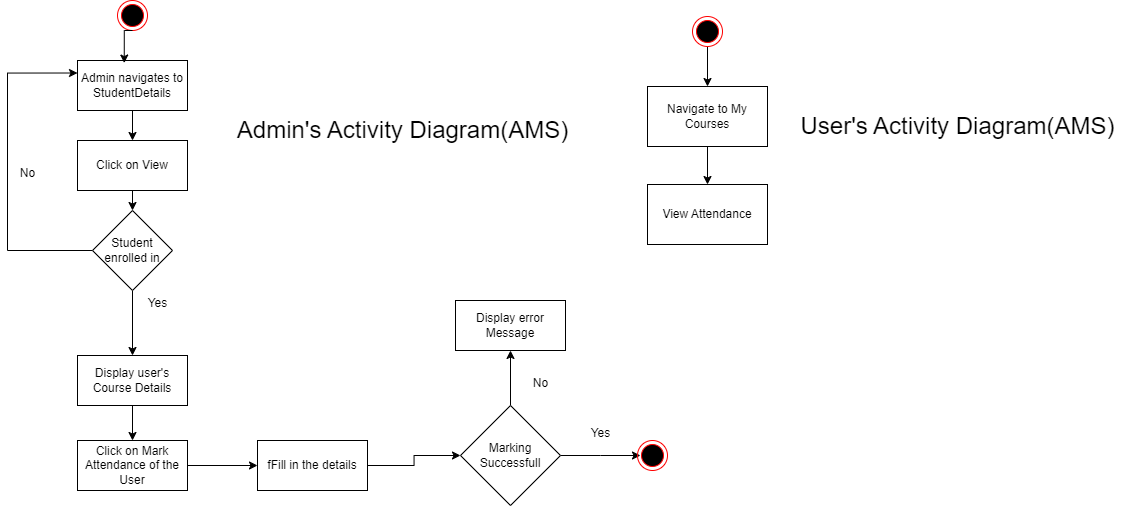 Admin navigates to
StudentDetails
Admin's Activity Diagram(AMS)
Click on View
No
Student
enrolled in
Yes
Display user's
Course Details
Click on Mark
Attendance of the
User
fFill in the details
Marking
Successfull
No
Display error
Message
Yes
Navigate to My
Courses
User's Activity Diagram(AMS)
View Attendance